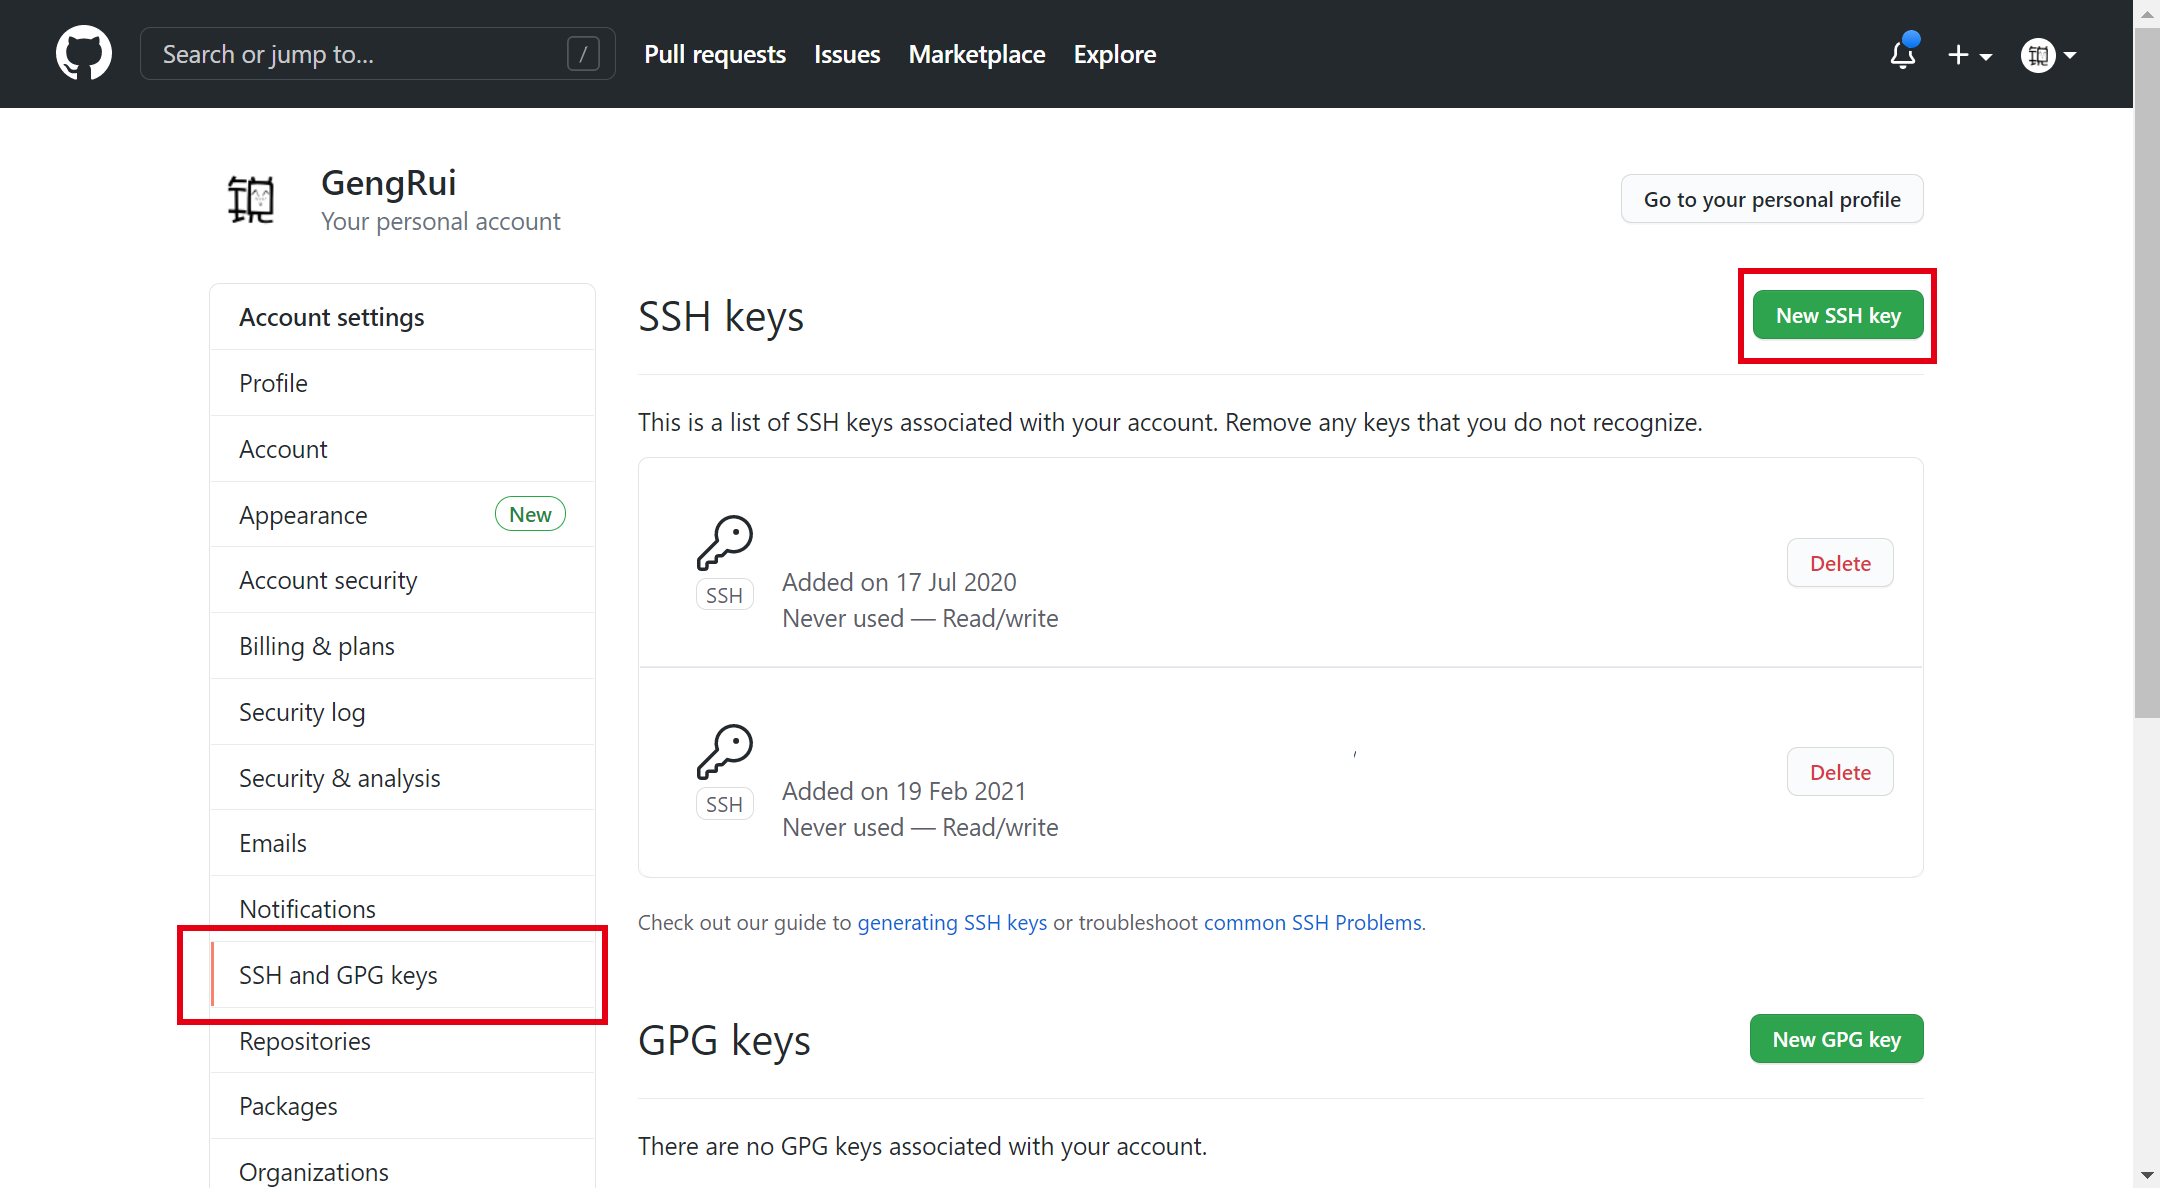 Search or jump to... /
Pull requests Issues Marketplace Explore
GengRui
Your personal account
Go to your personal profile
Account settings
Profile
Account
Appearance New
Account security
Billing & plans
Security log
Security & analysis
Emails
Notifications
SSH and GPG keys
Repositories
Packages
Organizations
SSH keys
New SSH key
This is a list of SSH keys associated with your account. Remove any keys that you do not recognize.
SSH
Added on 17 Jul 2020
Never used — Read/write
Delete
SSH
Added on 19 Feb 2021
Never used — Read/write
Delete
Check out our guide to generating SSH keys or troubleshoot common SSH Problems.
GPG keys
New GPG key
There are no GPG keys associated with your account.